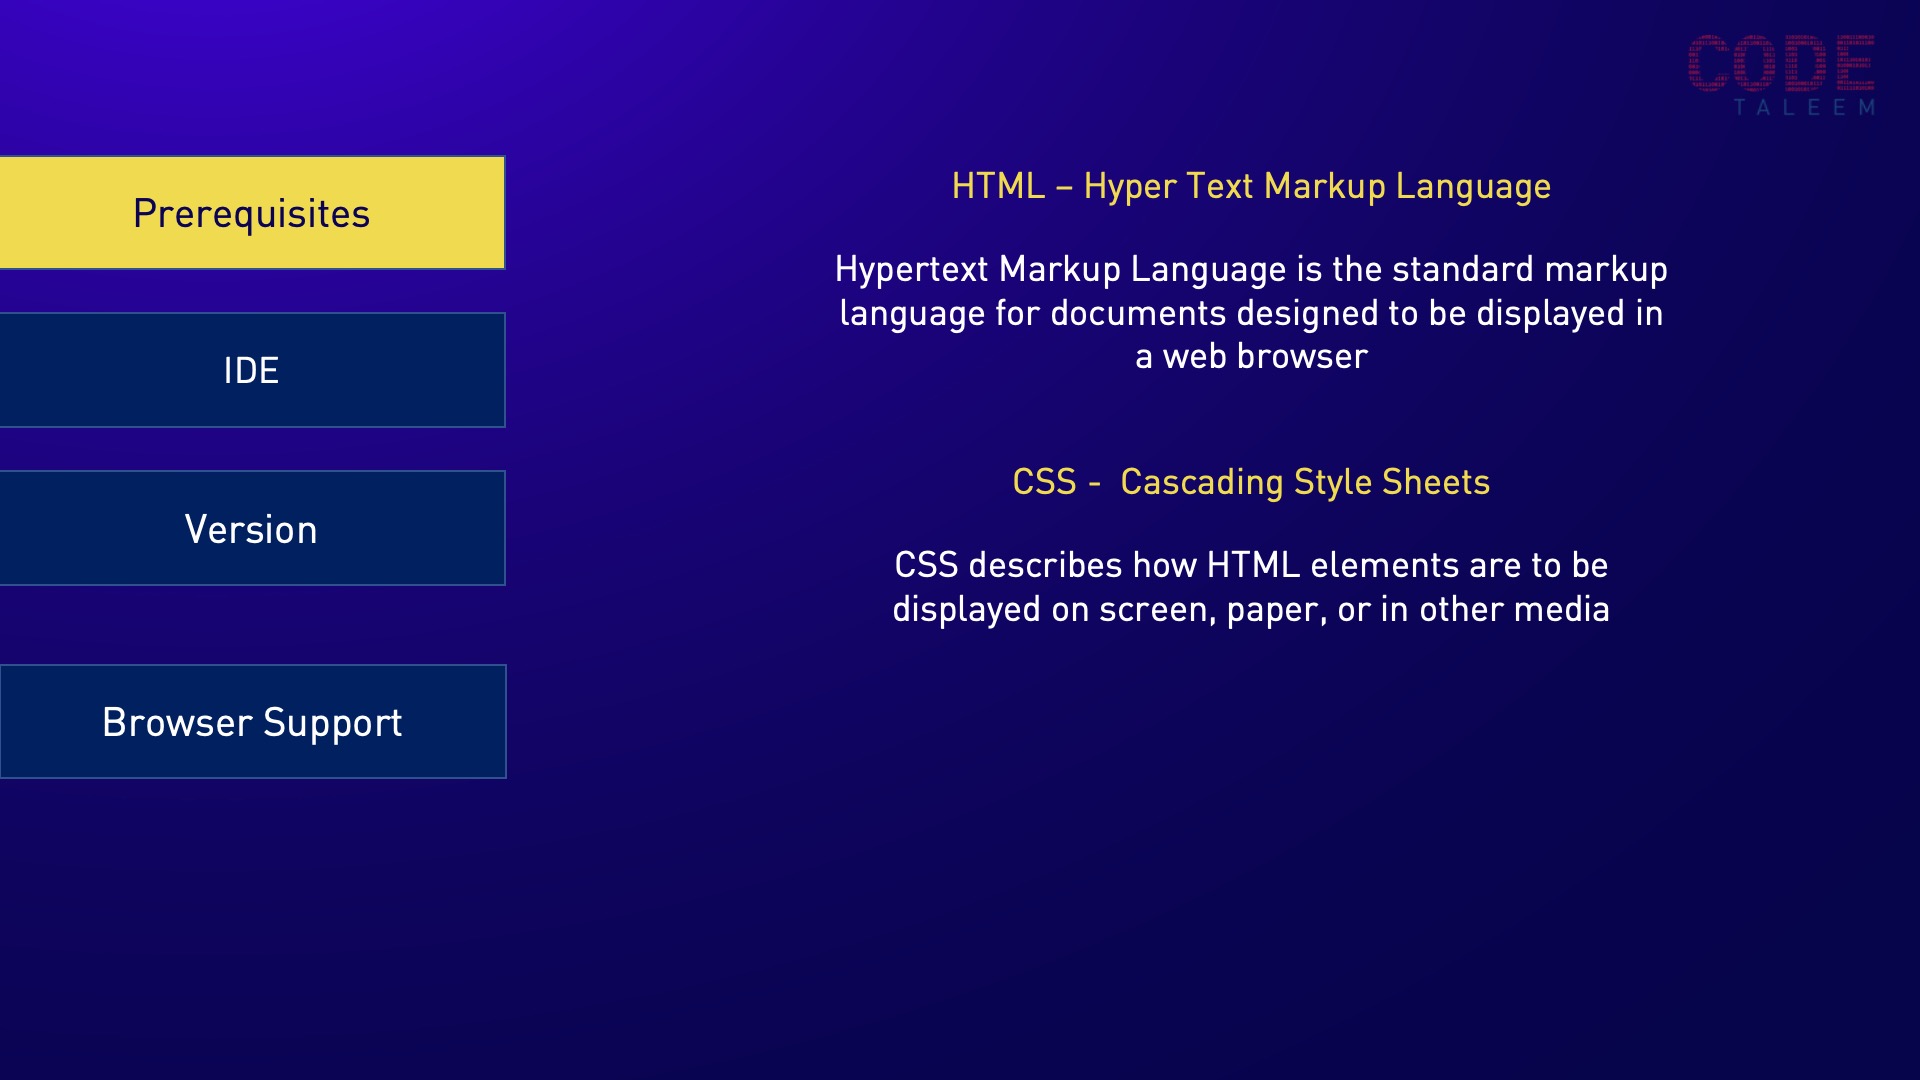 CODE
TALEEM
Prerequisites
IDE
Version
Browser Support
HTML – Hyper Text Markup Language
Hypertext Markup Language is the standard markup
language for documents designed to be displayed in
a web browser
CSS -  Cascading Style Sheets
CSS describes how HTML elements are to be
displayed on screen, paper, or in other media